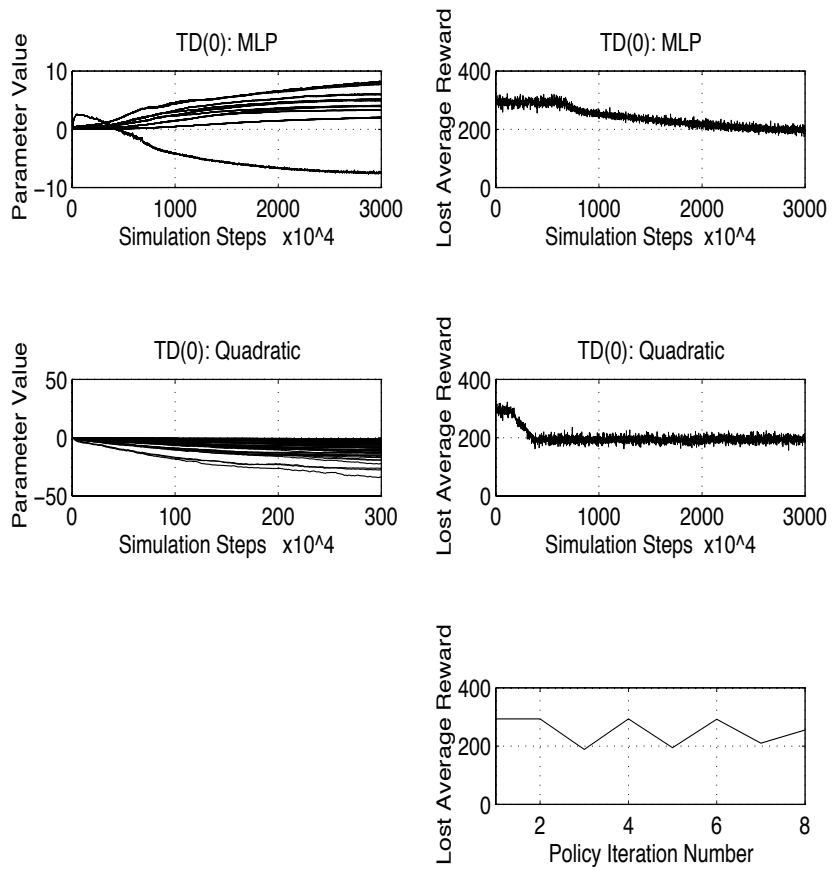 TD(0): MLP
Parameter Value
10
0
−10
0
1000
2000
3000
Simulation Steps x10^4
TD(0): MLP
Lost Average Reward
400
200
0
0
1000
2000
3000
Simulation Steps x10^4
TD(0): Quadratic
Parameter Value
50
0
−50
0
100
200
300
Simulation Steps x10^4
TD(0): Quadratic
Lost Average Reward
400
200
0
0
1000
2000
3000
Simulation Steps x10^4
Lost Average Reward
400
200
0
2
4
6
8
Policy Iteration Number